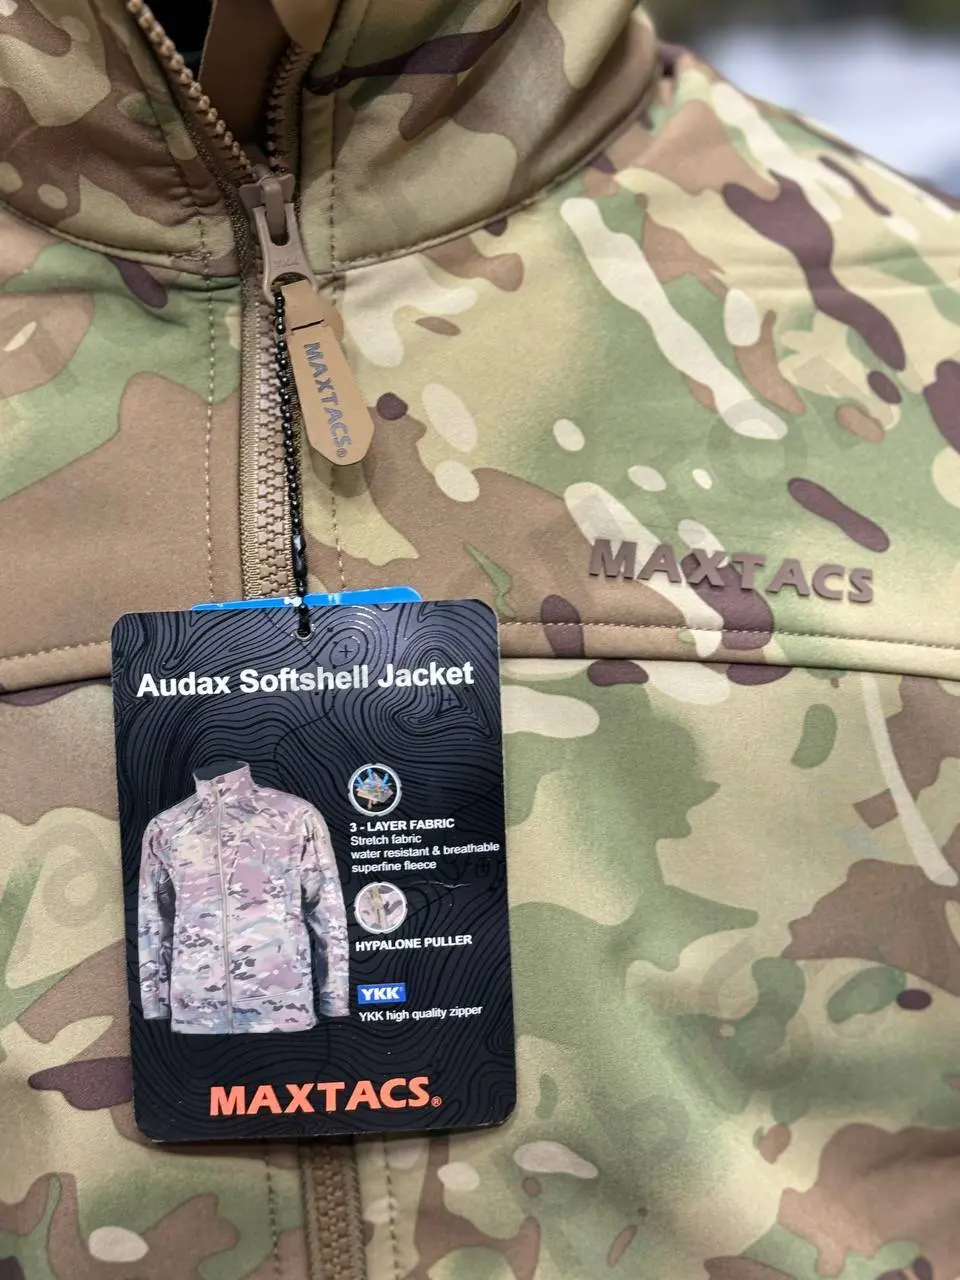 YKK
MAXTACS®
MAXTACS
Audax Softshell Jacket
3 - LAYER FABRIC
Stretch fabric
water resistant & breathable
superfine fleece
HYPALONE PULLER
YKK®
YKK high quality zipper
MAXTACS®